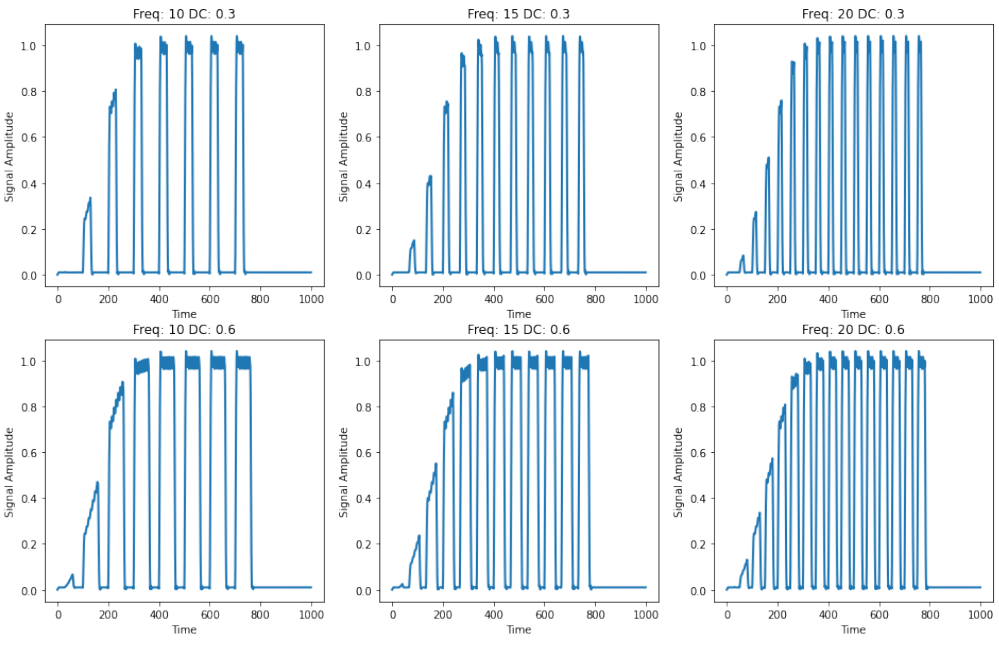 Freq: 10 DC: 0.3
Signal Amplitude
1.0
0.8
0.6
0.4
0.2
0.0
0 200 400 600 800 1000
Time
Freq: 15 DC: 0.3
Signal Amplitude
1.0
0.8
0.6
0.4
0.2
0.0
0 200 400 600 800 1000
Time
Freq: 20 DC: 0.3
Signal Amplitude
1.0
0.8
0.6
0.4
0.2
0.0
0 200 400 600 800 1000
Time
Freq: 10 DC: 0.6
Signal Amplitude
1.0
0.8
0.6
0.4
0.2
0.0
0 200 400 600 800 1000
Time
Freq: 15 DC: 0.6
Signal Amplitude
1.0
0.8
0.6
0.4
0.2
0.0
0 200 400 600 800 1000
Time
Freq: 20 DC: 0.6
Signal Amplitude
1.0
0.8
0.6
0.4
0.2
0.0
0 200 400 600 800 1000
Time